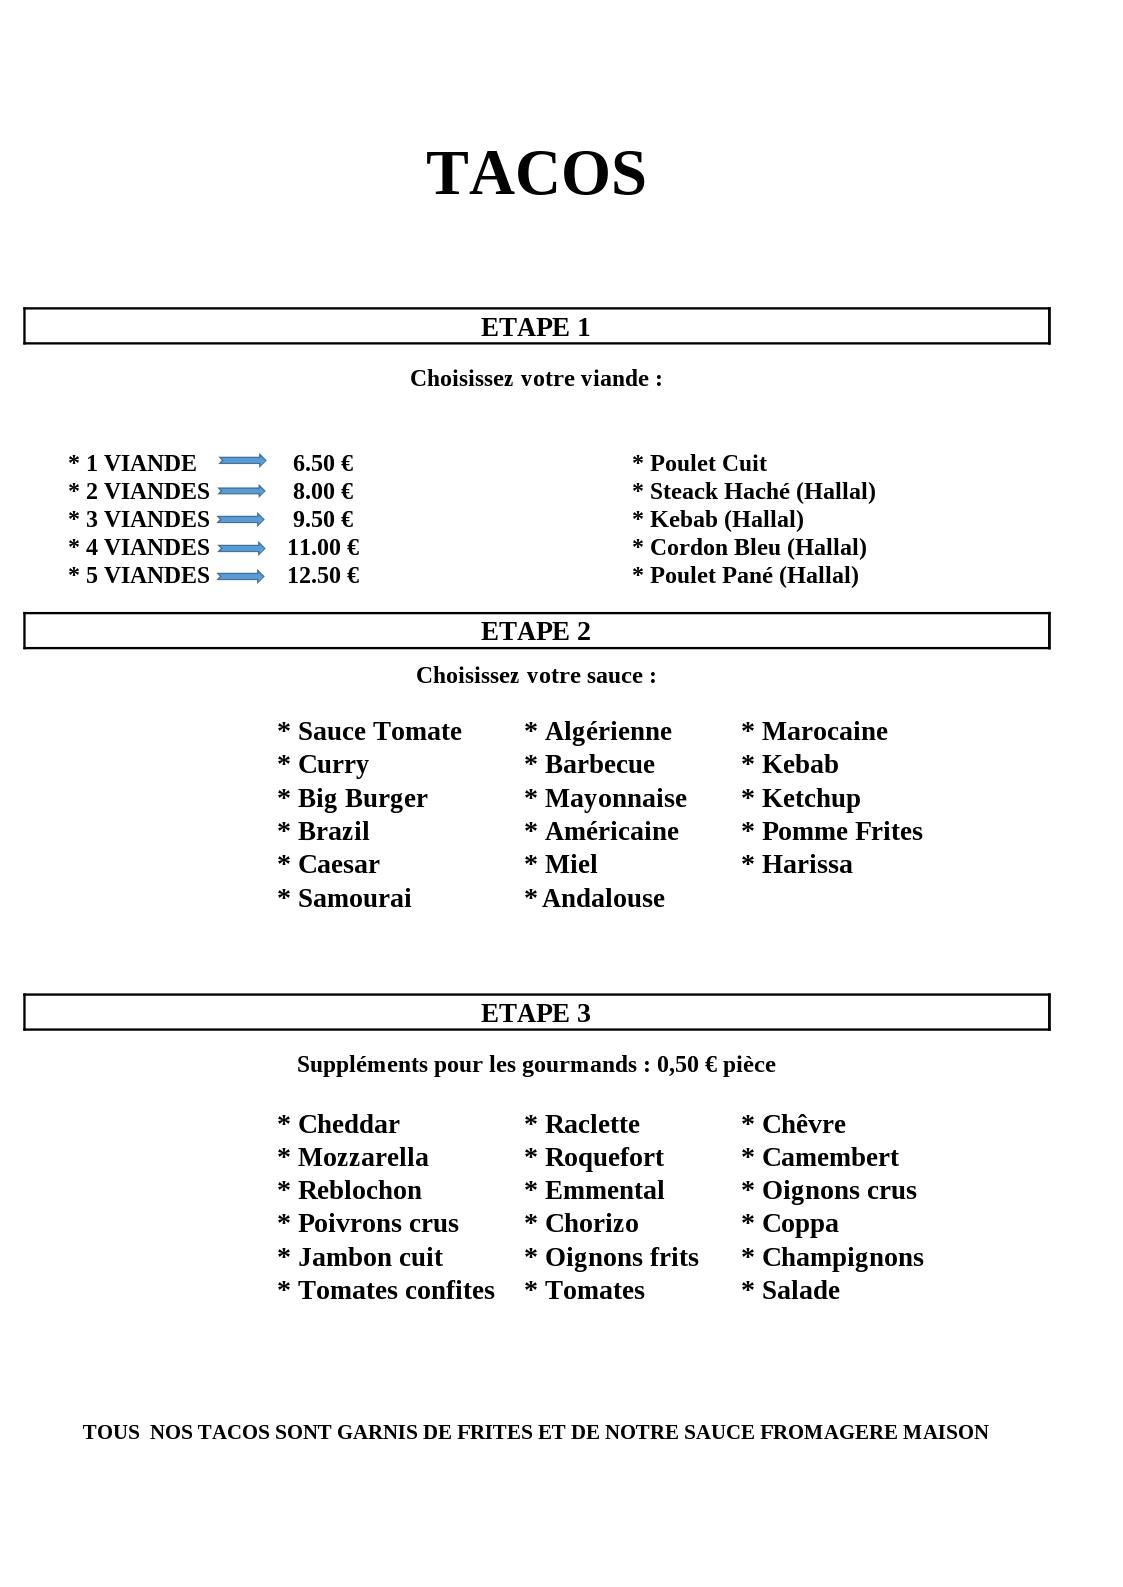 TACOS
ETAPE 1
Choisissez votre viande :
* 1 VIANDE 6.50 € * Poulet Cuit
* 2 VIANDES 8.00 € * Steack Haché (Hallal)
* 3 VIANDES 9.50 € * Kebab (Hallal)
* 4 VIANDES 11.00 € * Cordon Bleu (Hallal)
* 5 VIANDES 12.50 € * Poulet Pané (Hallal)
ETAPE 2
Choisissez votre sauce :
* Sauce Tomate * Algérienne * Marocaine
* Curry * Barbecue * Kebab
* Big Burger * Mayonnaise * Ketchup
* Brazil * Américaine * Pomme Frites
* Caesar * Miel * Harissa
* Samourai * Andalouse
ETAPE 3
Suppléments pour les gourmands : 0,50 € pièce
* Cheddar * Raclette * Chêvre
* Mozzarella * Roquefort * Camembert
* Reblochon * Emmental * Oignons crus
* Poivrons crus * Chorizo * Coppa
* Jambon cuit * Oignons frits * Champignons
* Tomates confites * Tomates * Salade
TOUS NOS TACOS SONT GARNIS DE FRITES ET DE NOTRE SAUCE FROMAGERE MAISON